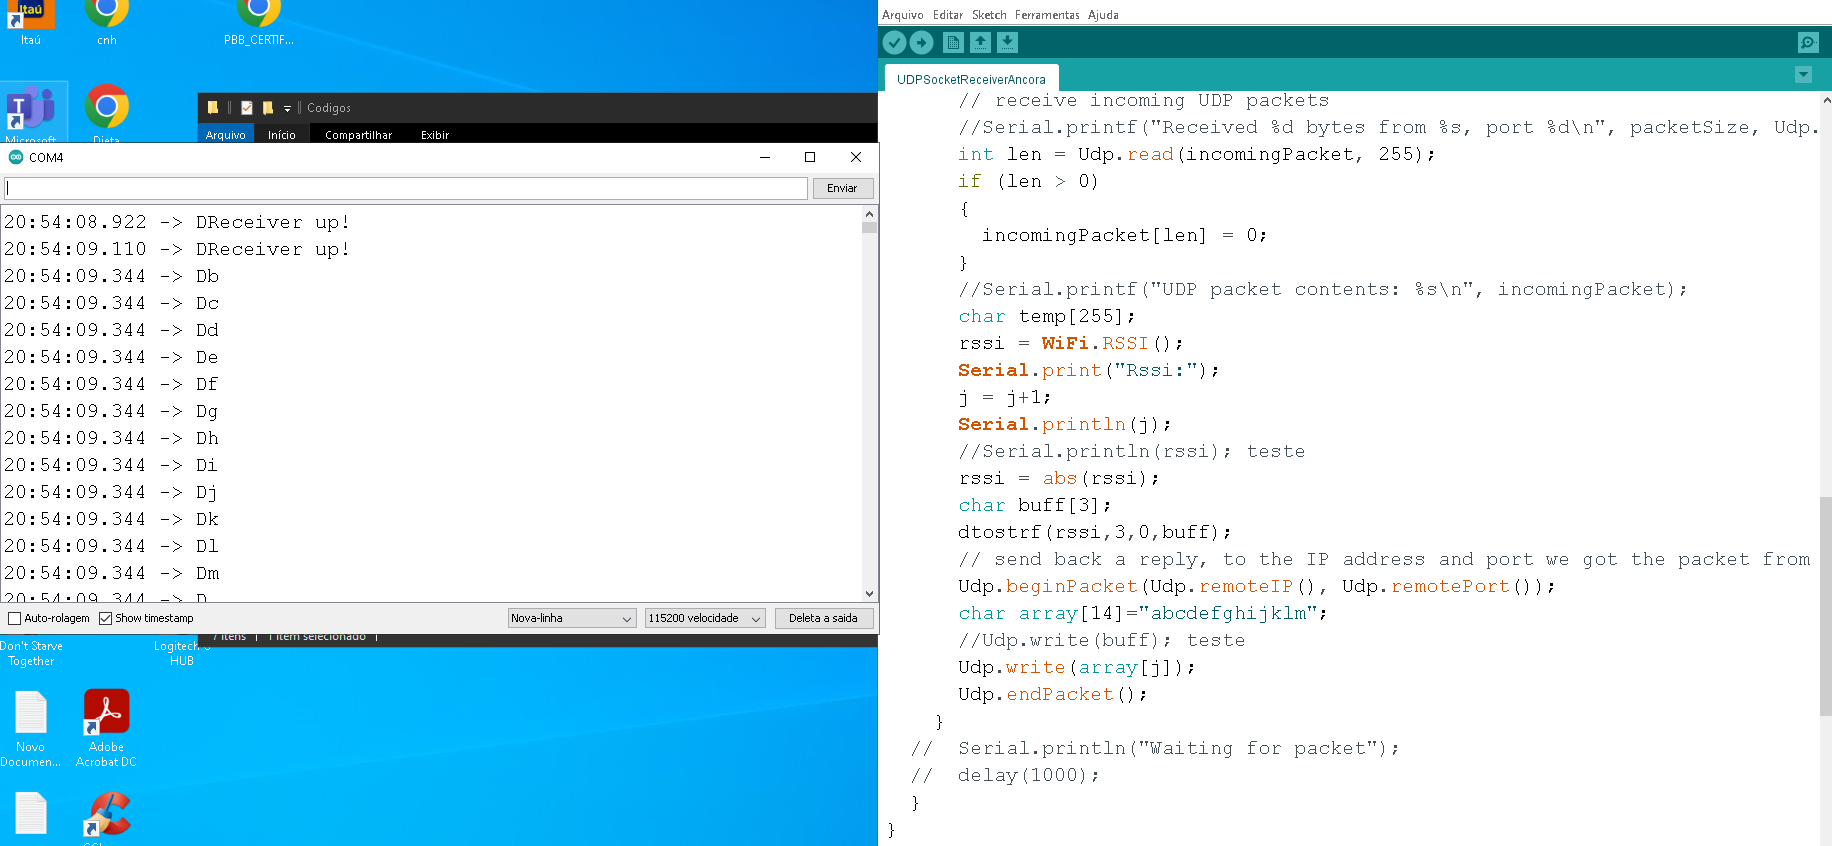 Itaú
Itaú
cnh
PBB_CERTIF...
Microsoft
Dieta
Codigos
Arquivo
Início
Compartilhar
Exibir
COM4
Enviar
20:54:08.922 -> DReceiver up!
20:54:09.110 -> DReceiver up!
20:54:09.344 -> Db
20:54:09.344 -> Dc
20:54:09.344 -> Dd
20:54:09.344 -> De
20:54:09.344 -> Df
20:54:09.344 -> Dg
20:54:09.344 -> Dh
20:54:09.344 -> Di
20:54:09.344 -> Dj
20:54:09.344 -> Dk
20:54:09.344 -> Dl
20:54:09.344 -> Dm
20:54:09.344 -> D
Auto-rolagem
Show timestamp
Nova-linha
115200 velocidade
Deleta a saida
7 itens
1 item selecionado
Don't Starve
Together
Logitech G
HUB
Novo
Documen...
Adobe
Acrobat DC
Arquivo Editar Sketch Ferramentas Ajuda
UDPSocketReceiverAncora
// receive incoming UDP packets
//Serial.printf("Received %d bytes from %s, port %d\n", packetSize, Udp.
int len = Udp.read(incomingPacket, 255);
if (len > 0)
{
incomingPacket[len] = 0;
}
//Serial.printf("UDP packet contents: %s\n", incomingPacket);
char temp[255];
rssi = WiFi.RSSI();
Serial.print("Rssi:");
j = j+1;
Serial.println(j);
//Serial.println(rssi); teste
rssi = abs(rssi);
char buff[3];
dtostrf(rssi,3,0,buff);
// send back a reply, to the IP address and port we got the packet from
Udp.beginPacket(Udp.remoteIP(), Udp.remotePort());
char array[14]="abcdefghijklm";
//Udp.write(buff); teste
Udp.write(array[j]);
Udp.endPacket();
}
//  Serial.println("Waiting for packet");
//  delay(1000);
}
}